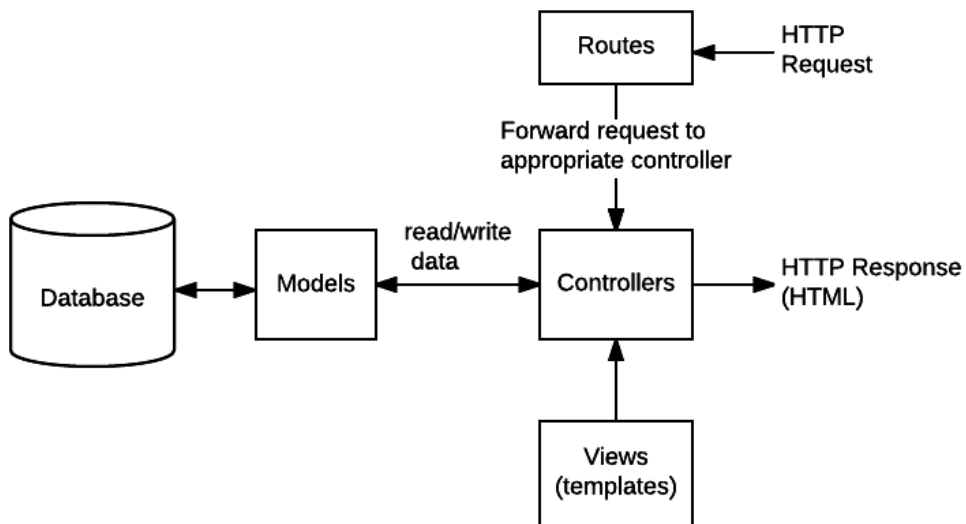 Routes
HTTP
Request
Forward request to
appropriate controller
Database
Models
read/write
data
Controllers
HTTP Response
(HTML)
Views
(templates)